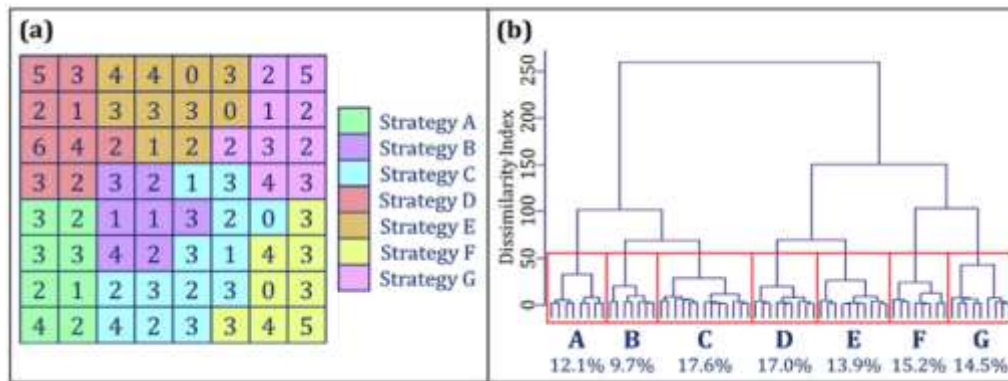 (a)
5 3 4 4 0 3 2 5
2 1 3 3 3 0 1 2
6 4 2 1 2 2 3 2
3 2 3 2 1 3 4 3
3 2 1 1 3 2 0 3
3 3 4 2 3 1 4 3
2 1 2 3 2 3 0 3
4 2 4 2 3 3 4 5
Strategy A
Strategy B
Strategy C
Strategy D
Strategy E
Strategy F
Strategy G
(b)
Dissimilarity Index
250
200
150
100
50
0
A B C D E F G
12.1% 9.7% 17.6% 17.0% 13.9% 15.2% 14.5%